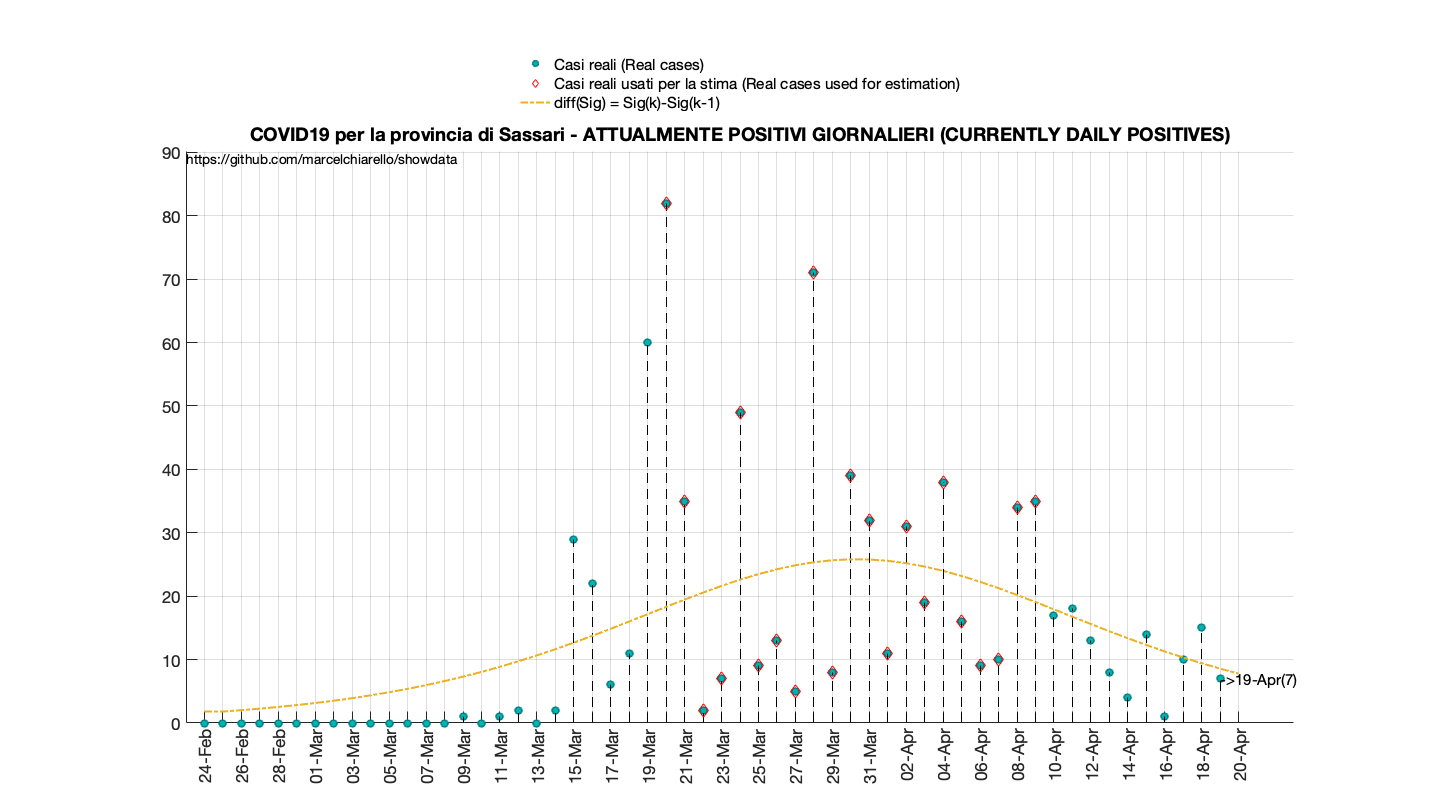 Casi reali (Real cases)
Casi reali usati per la stima (Real cases used for estimation)
diff(Sig) = Sig(k)-Sig(k-1)
COVID19 per la provincia di Sassari - ATTUALMENTE POSITIVI GIORNALIERI (CURRENTLY DAILY POSITIVES)
https://github.com/marcelchiarello/showdata
90
80
70
60
50
40
30
20
10
0
->19-Apr(7)
24-Feb
26-Feb
28-Feb
01-Mar
03-Mar
05-Mar
07-Mar
09-Mar
11-Mar
13-Mar
15-Mar
17-Mar
19-Mar
21-Mar
23-Mar
25-Mar
27-Mar
29-Mar
31-Mar
02-Apr
04-Apr
06-Apr
08-Apr
10-Apr
12-Apr
14-Apr
16-Apr
18-Apr
20-Apr